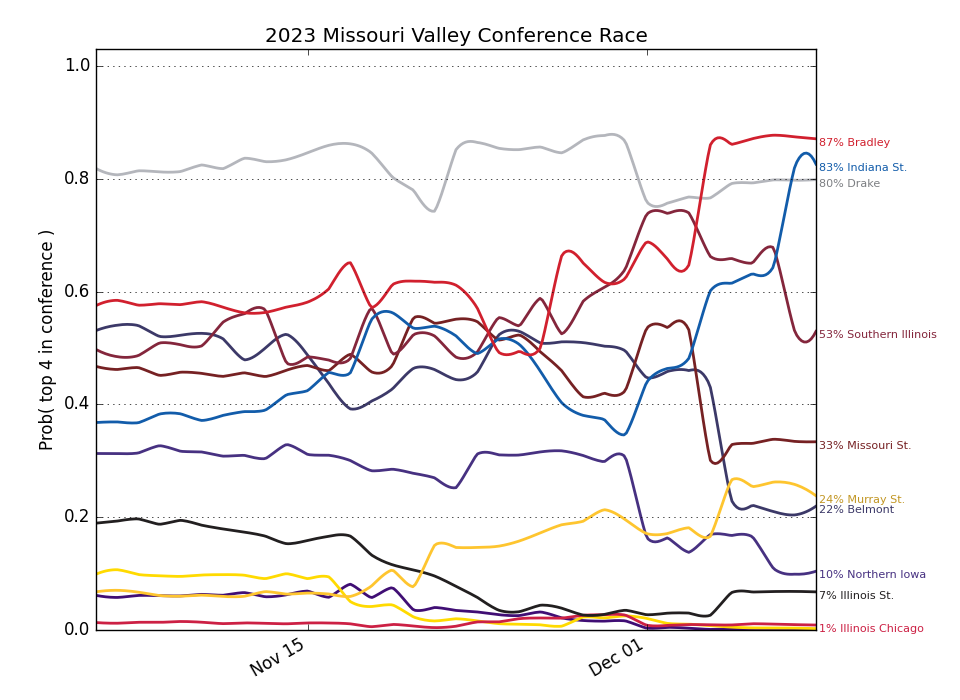 2023 Missouri Valley Conference Race
Prob( top 4 in conference )
1.0
0.8
0.6
0.4
0.2
0.0
Nov 15
Dec 01
87% Bradley
83% Indiana St.
80% Drake
53% Southern Illinois
33% Missouri St.
24% Murray St.
22% Belmont
10% Northern Iowa
7% Illinois St.
1% Illinois Chicago